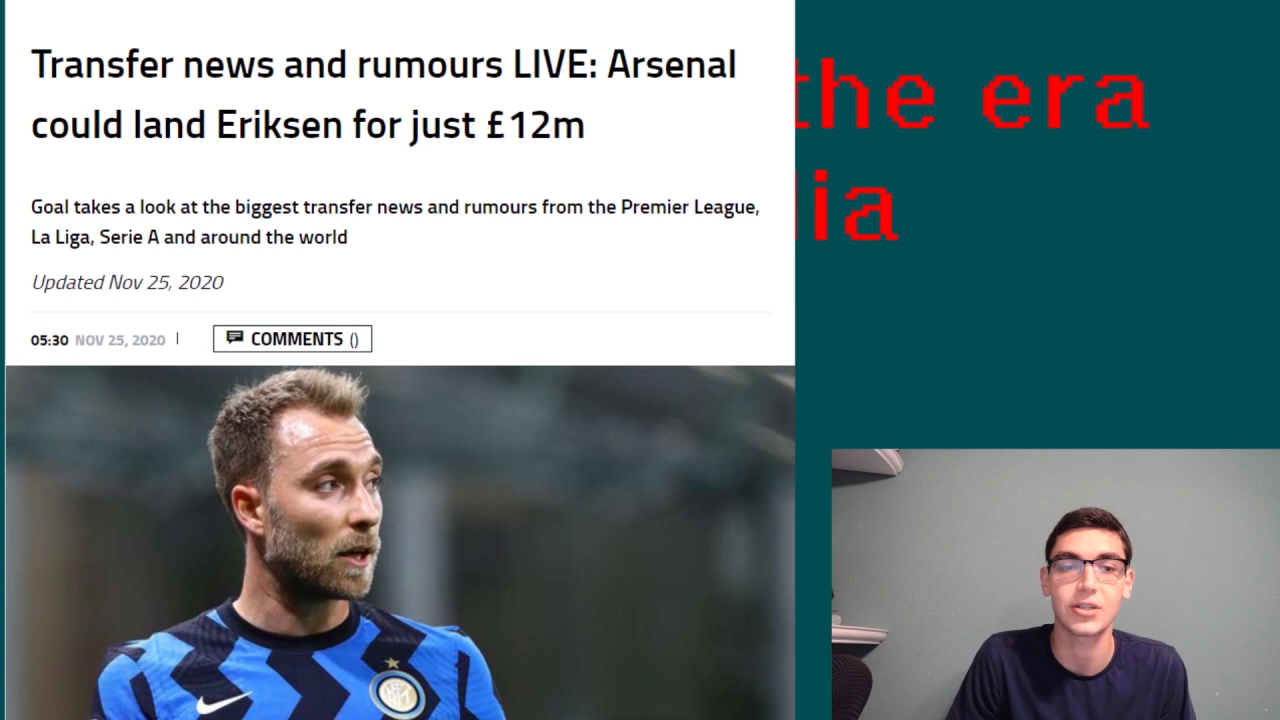 Transfer news and rumours LIVE: Arsenal
could land Eriksen for just £12m
the era
lia
Goal takes a look at the biggest transfer news and rumours from the Premier League,
La Liga, Serie A and around the world
Updated Nov 25, 2020
05:30 NOV 25, 2020 | COMMENTS ()